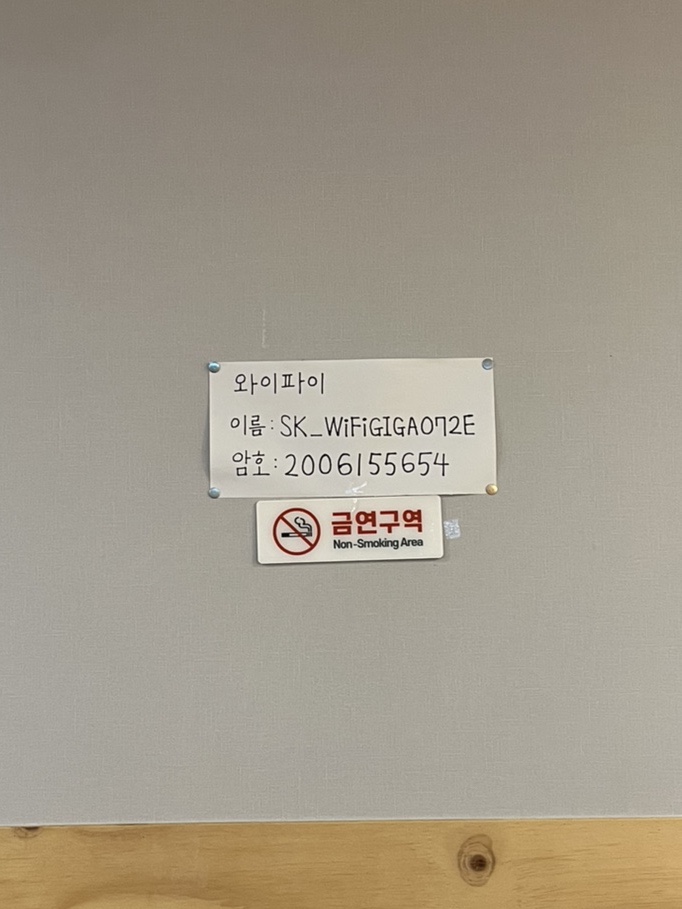 와이파이
이름: SK_WiFiGIGA072E
암호: 2006155654
금연구역
Non-Smoking Area